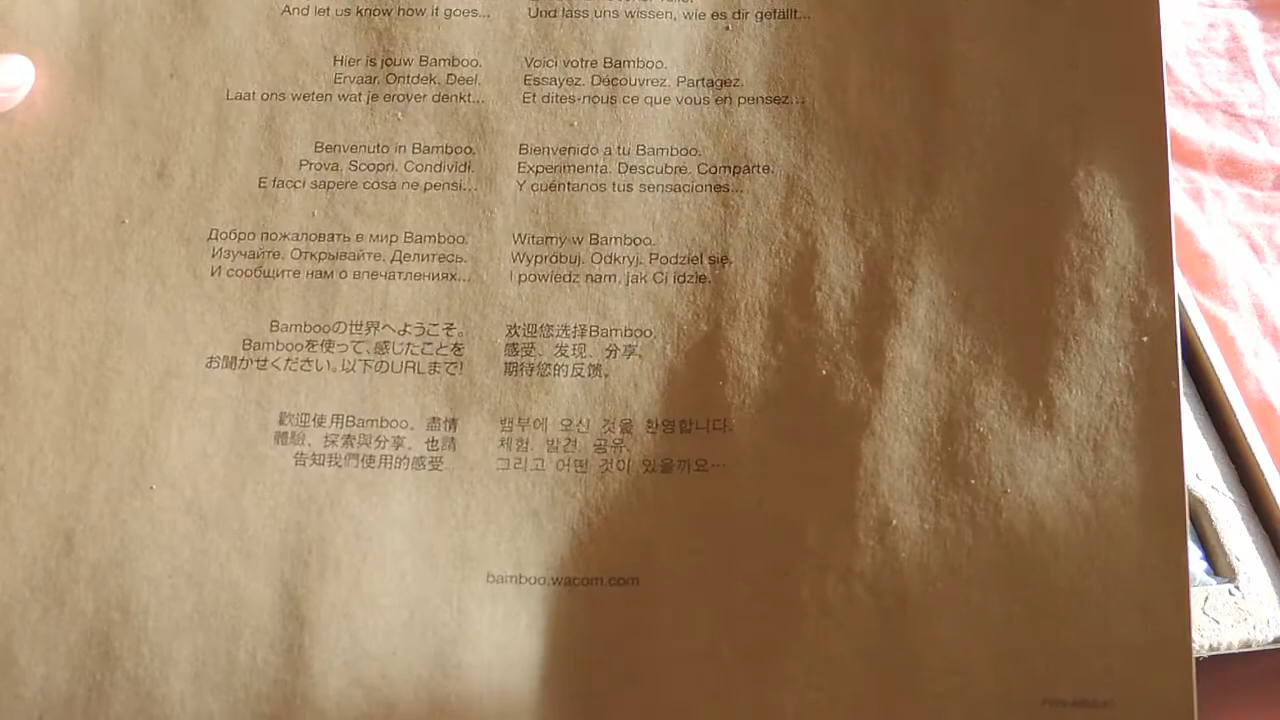 And let us know how it goes...
Und lass uns wissen, wie es dir gefällt...
Hier is jouw Bamboo.
Ervaar. Ontdek. Deel.
Laat ons weten wat je erover denkt...
Voici votre Bamboo.
Essayez. Découvrez. Partagez.
Et dites-nous ce que vous en pensez...
Benvenuto in Bamboo.
Prova. Scopri. Condividi.
E facci sapere cosa ne pensi...
Bienvenido a tu Bamboo.
Experimenta. Descubre. Comparte.
Y cuéntanos tus sensaciones...
Добро пожаловать в мир Bamboo.
Изучайте. Открывайте. Делитесь.
И сообщите нам о впечатлениях...
Witamy w Bamboo.
Wypróbuj. Odkryj. Podziel się.
I powiedz nam, jak Ci idzie.
Bambooの世界へようこそ。
Bambooを使って、感じたことを
お聞かせください。以下のURLまで!
欢迎您选择Bamboo,
感受、发现、分享,
期待您的反馈。
歡迎使用Bamboo。盡情
體驗、探索與分享,也請
告知我們使用的感受
뱀부에 오신 것을 환영합니다.
체험. 발견. 공유.
그리고 어떤 것이 있을까요…
bamboo.wacom.com